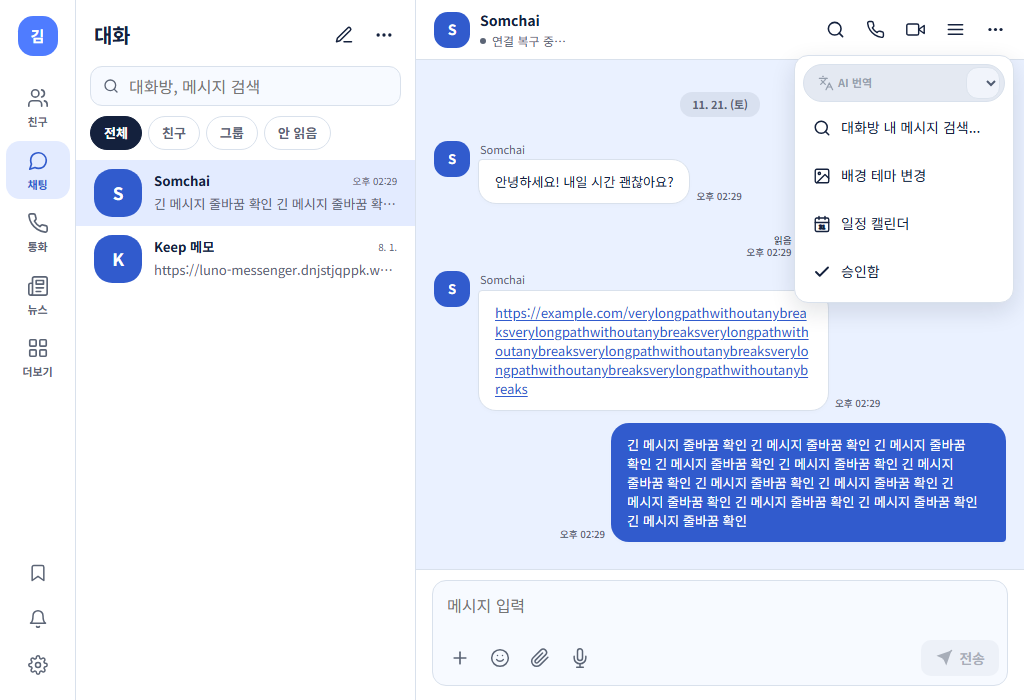 김
친구
채팅
통화
뉴스
더보기
대화
대화방, 메시지 검색
전체
친구
그룹
안 읽음
S
Somchai
오후 02:29
긴 메시지 줄바꿈 확인 긴 메시지 줄바꿈 확…
K
Keep 메모
8. 1.
https://luno-messenger.dnjstjqppk.w…
S
Somchai
연결 복구 중…
AI 번역
대화방 내 메시지 검색...
배경 테마 변경
일정 캘린더
승인함
11. 21. (토)
S
Somchai
안녕하세요! 내일 시간 괜찮아요?
오후 02:29
읽음
오후 02:29
S
Somchai
https://example.com/verylongpathwithoutanybrea
ksverylongpathwithoutanybreaksverylongpathwith
outanybreaksverylongpathwithoutanybreaksverylo
ngpathwithoutanybreaksverylongpathwithoutanyb
reaks
오후 02:29
긴 메시지 줄바꿈 확인 긴 메시지 줄바꿈 확인 긴 메시지 줄바꿈
확인 긴 메시지 줄바꿈 확인 긴 메시지 줄바꿈 확인 긴 메시지
줄바꿈 확인 긴 메시지 줄바꿈 확인 긴 메시지 줄바꿈 확인 긴
메시지 줄바꿈 확인 긴 메시지 줄바꿈 확인 긴 메시지 줄바꿈 확인
긴 메시지 줄바꿈 확인
오후 02:29
메시지 입력
전송